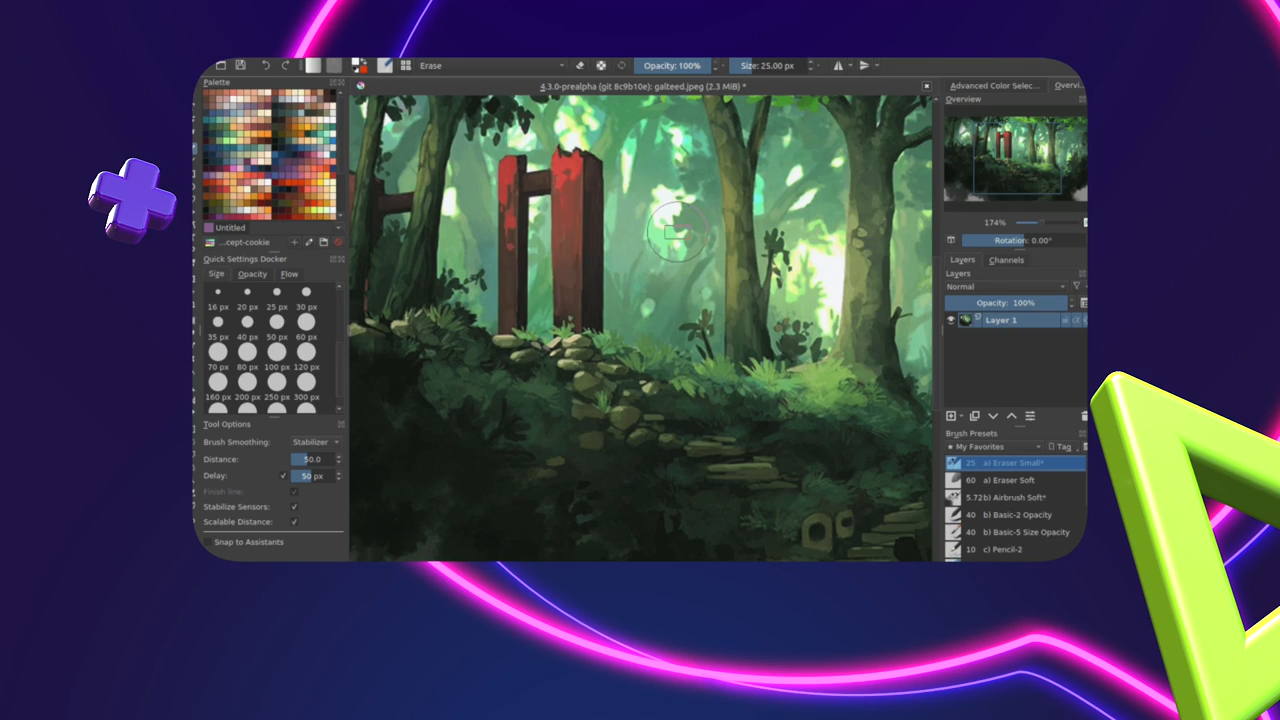 Erase
Opacity: 100%
Size: 25.00 px
Palette
4.3.0-prealpha (git 8c9b10e): galteed.jpeg (2.3 MiB) *
Advanced Color Selec...
Overvi...
Overview
Untitled
...cept-cookie
174%
Rotation: 0.00°
Quick Settings Docker
Size Opacity Flow
16 px 20 px 25 px 30 px
35 px 40 px 50 px 60 px
70 px 80 px 100 px 120 px
160 px 200 px 250 px 300 px
Layers Channels
Layers
Normal
Opacity: 100%
Layer 1
Tool Options
Brush Smoothing: Stabilizer
Distance: 50.0
Delay: 50 px
Finish line:
Stabilize Sensors:
Scalable Distance:
Snap to Assistants
Brush Presets
★ My Favorites Tag
25 a) Eraser Small*
60 a) Eraser Soft
5.72 b) Airbrush Soft*
40 b) Basic-2 Opacity
40 b) Basic-5 Size Opacity
10 c) Pencil-2